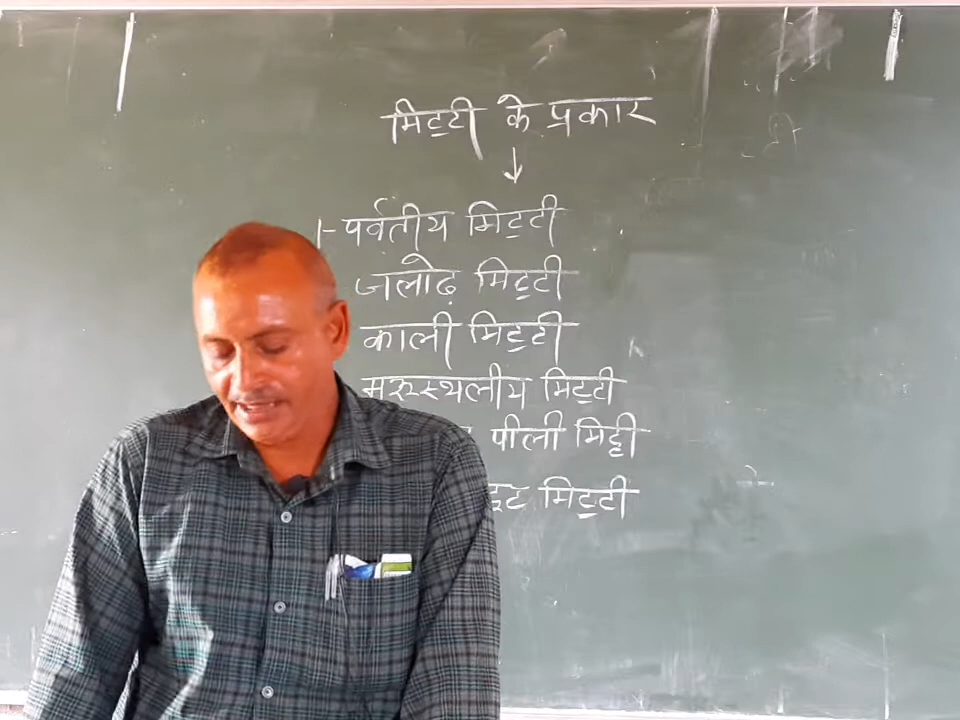 मिट्टी के प्रकार
↓
1- पर्वतीय मिट्टी
जलोढ़ मिट्टी
काली मिट्टी
मरुस्थलीय मिट्टी
पीली मिट्टी
मिट्टी